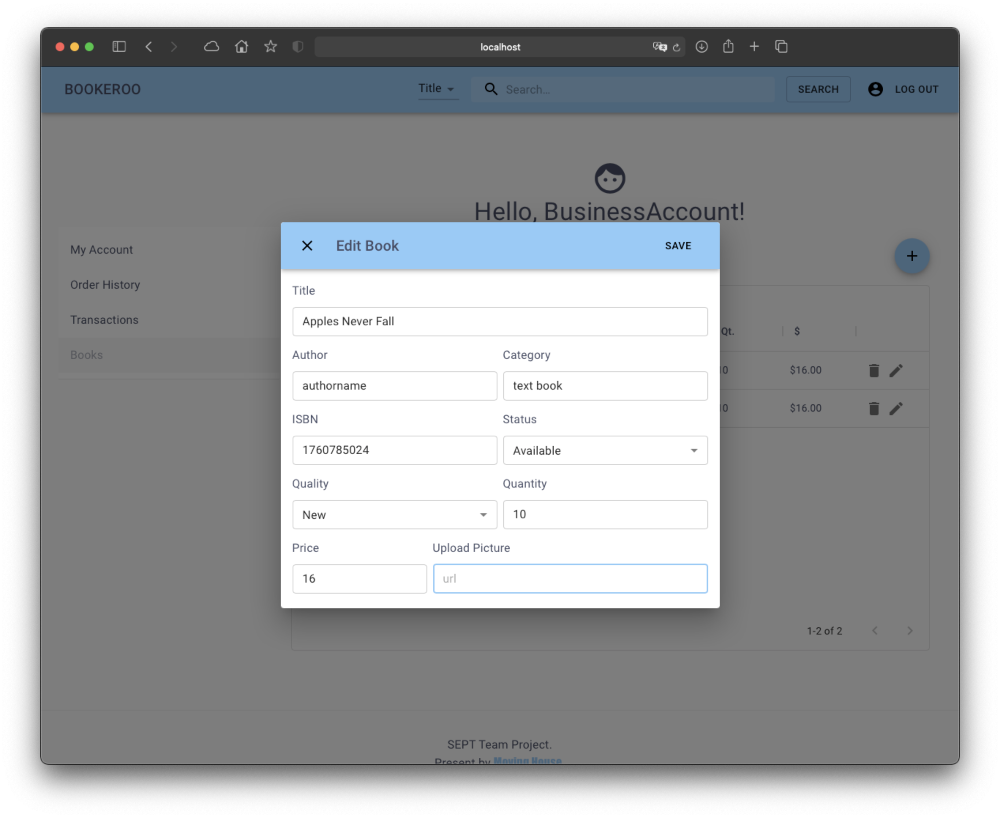 localhost
BOOKEROO Title Search... SEARCH LOG OUT
Hello, BusinessAccount!
My Account
Order History
Transactions
Books
Edit Book SAVE
Title
Apples Never Fall
Author Category
authorname text book
ISBN Status
1760785024 Available
Quality Quantity
New 10
Price Upload Picture
16 url
Qt. $
0 $16.00
0 $16.00
1-2 of 2
SEPT Team Project.
Present by Moving House